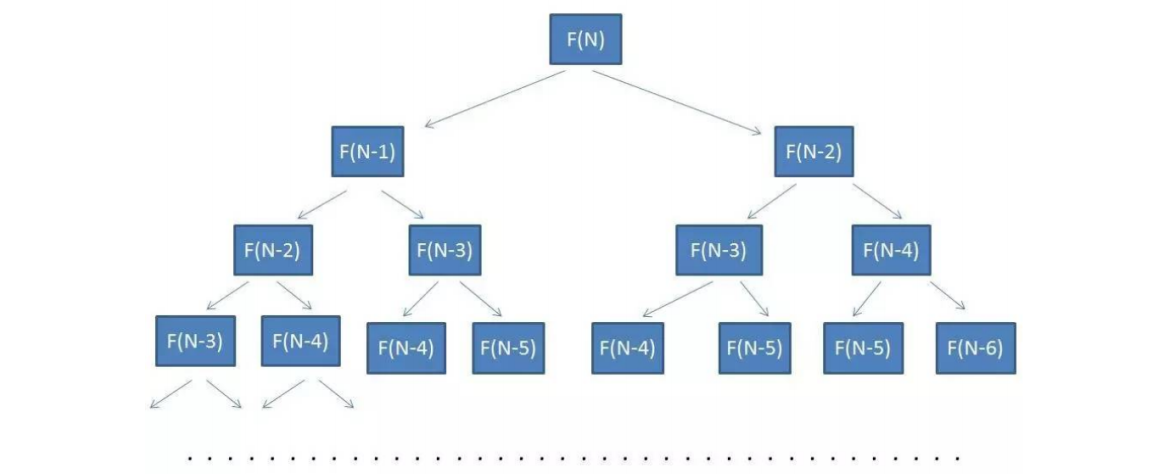 F(N)
F(N-1) F(N-2)
F(N-2) F(N-3) F(N-3) F(N-4)
F(N-3) F(N-4) F(N-4) F(N-5) F(N-4) F(N-5) F(N-5) F(N-6)
. . . . . . . . . . . . . . . . . . . . . . . . . . . . . . . . . . . . . .